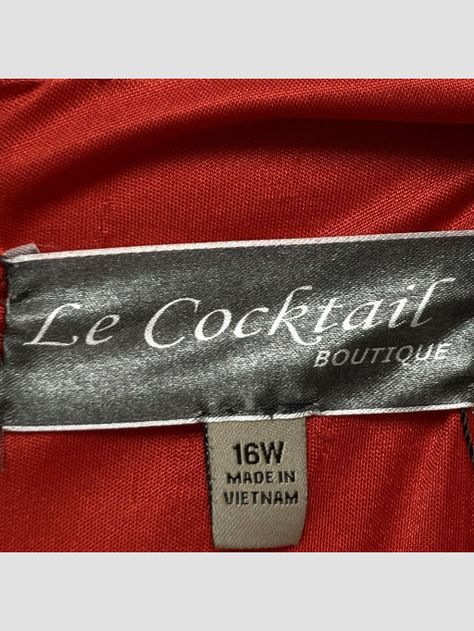 Le Cocktail
BOUTIQUE
16W
MADE IN
VIETNAM